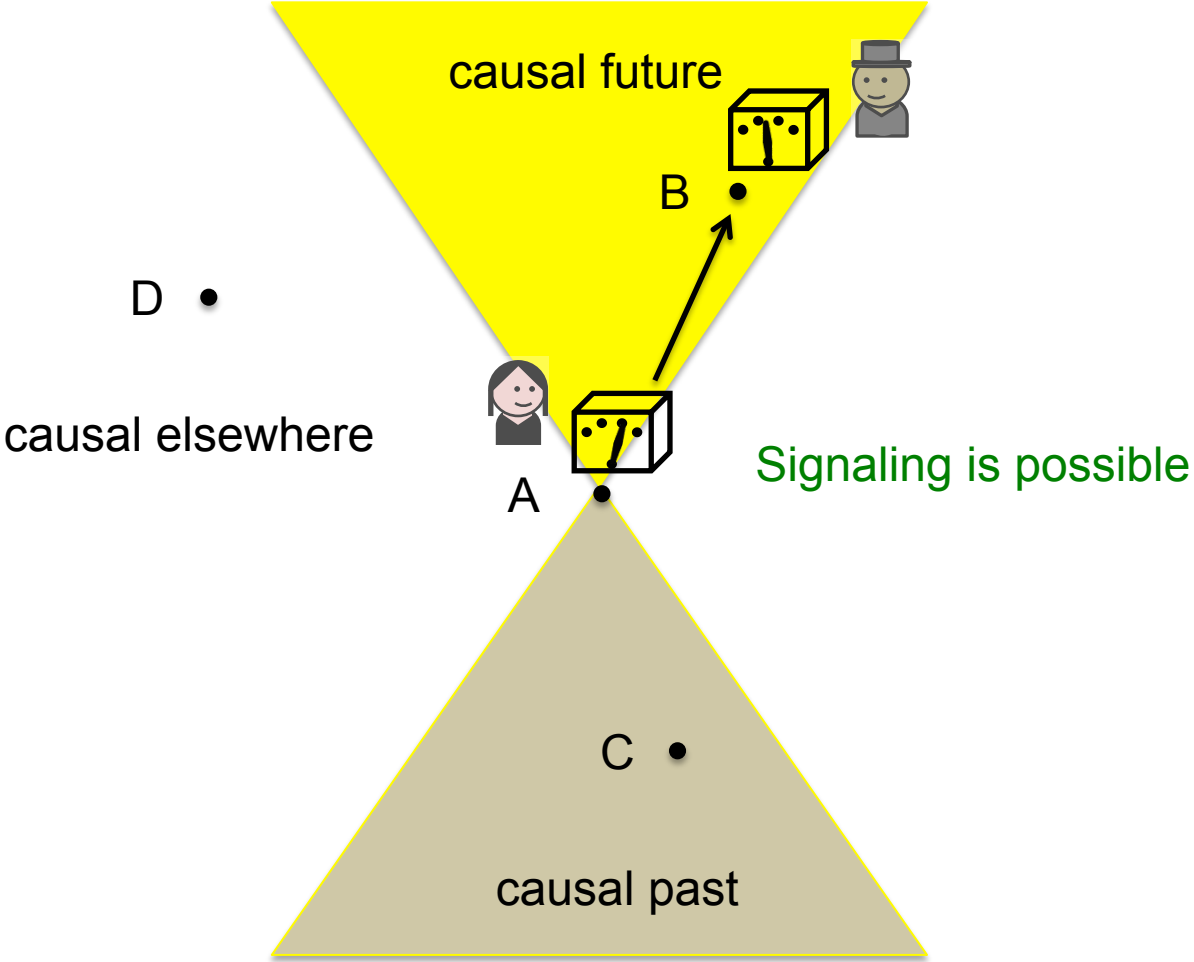 causal future
B
D
causal elsewhere
Signaling is possible
A
C
causal past